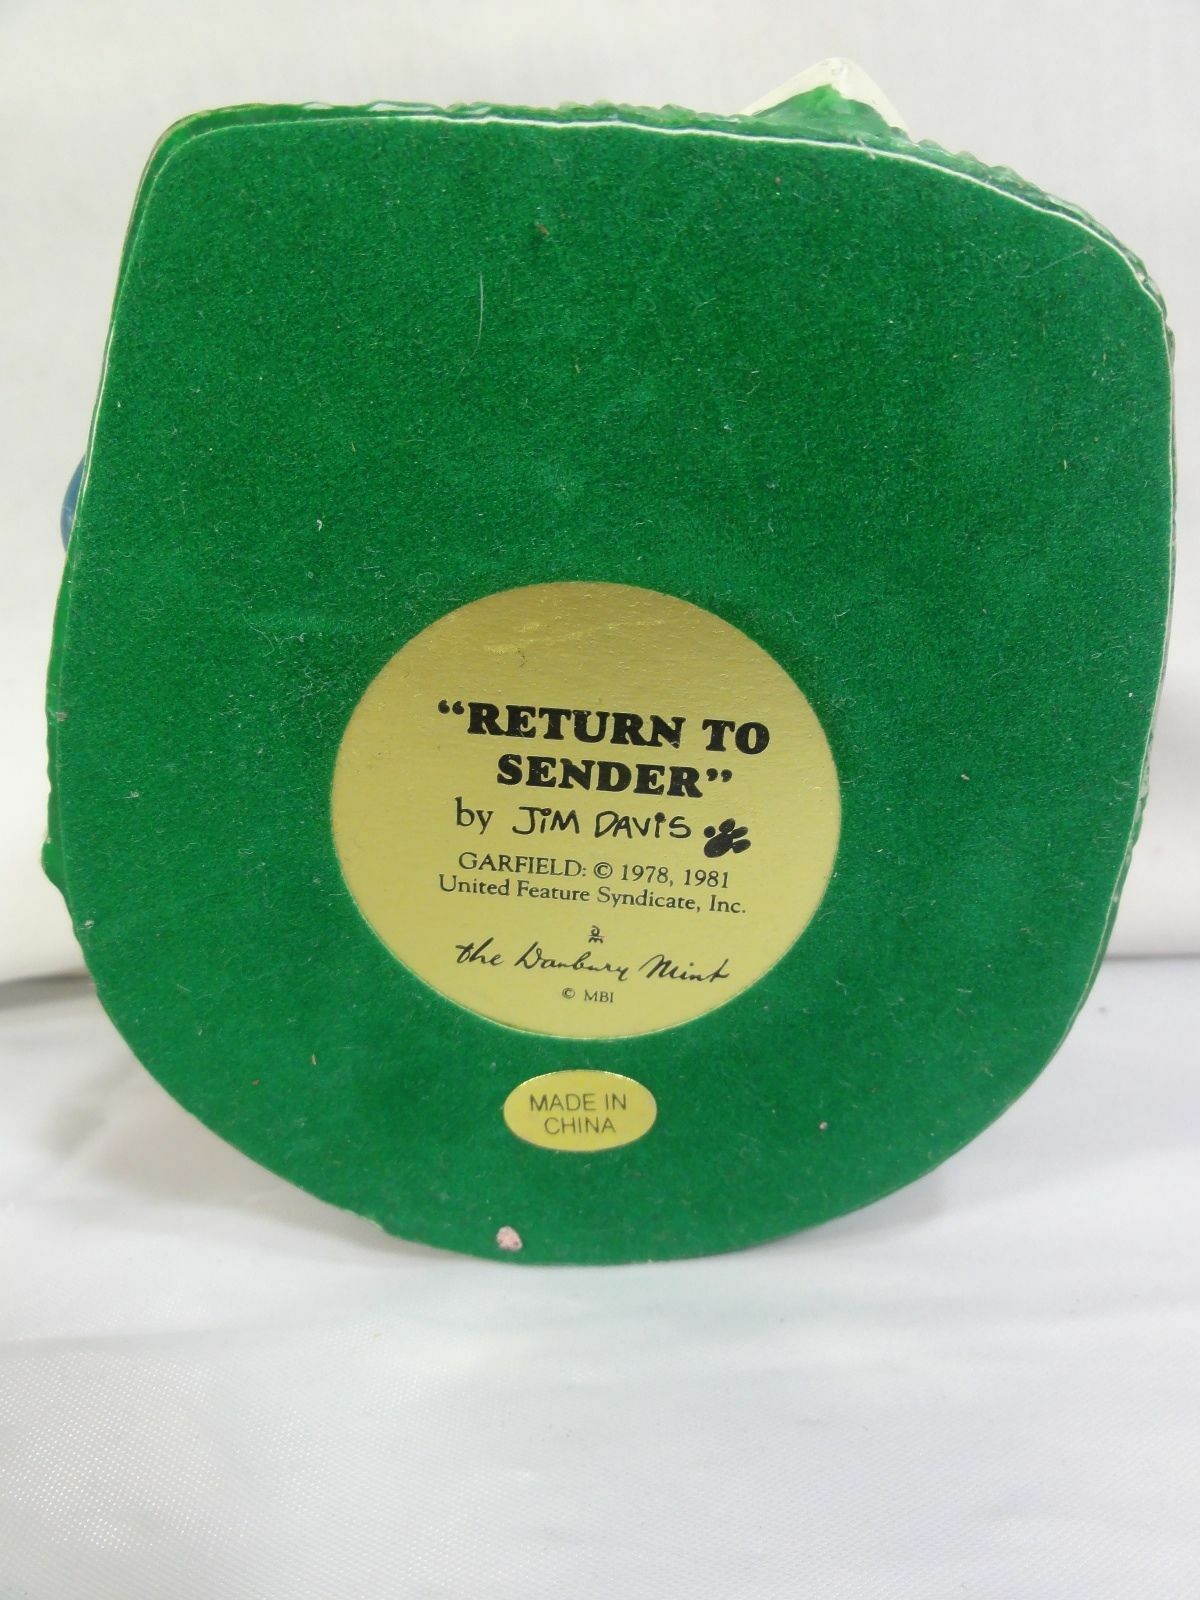 “RETURN TO
SENDER”
by JiM DAViS
GARFIELD: © 1978, 1981
United Feature Syndicate, Inc.
DM
the Danbury Mint
© MBI
MADE IN
CHINA